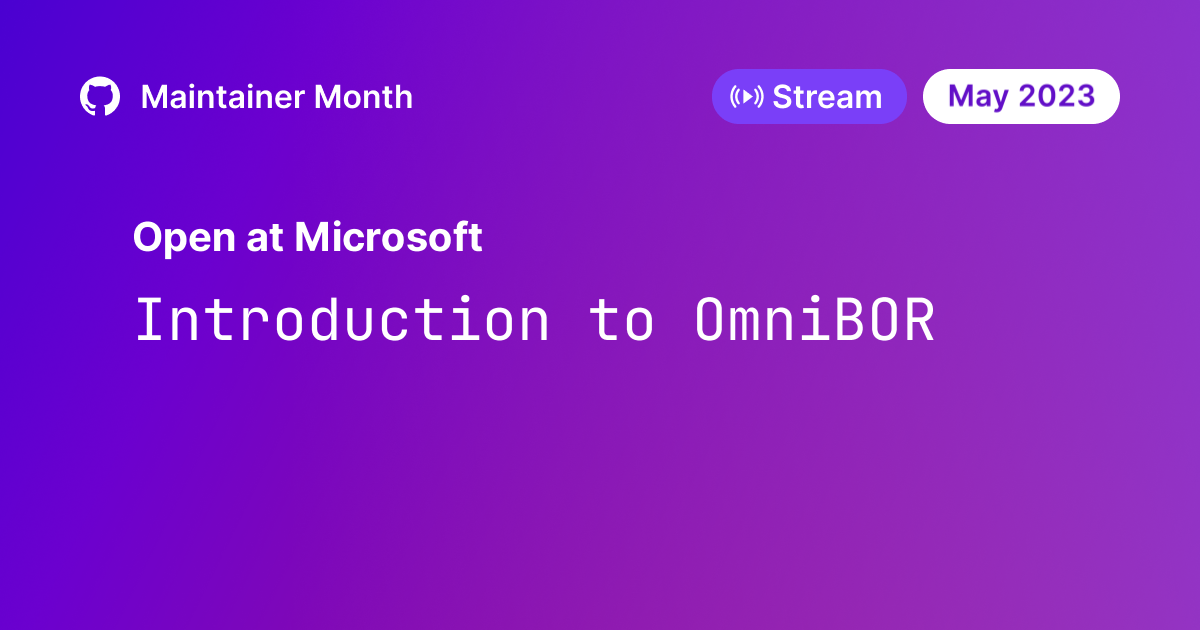 Maintainer Month
Stream
May 2023
Open at Microsoft
Introduction to OmniBOR